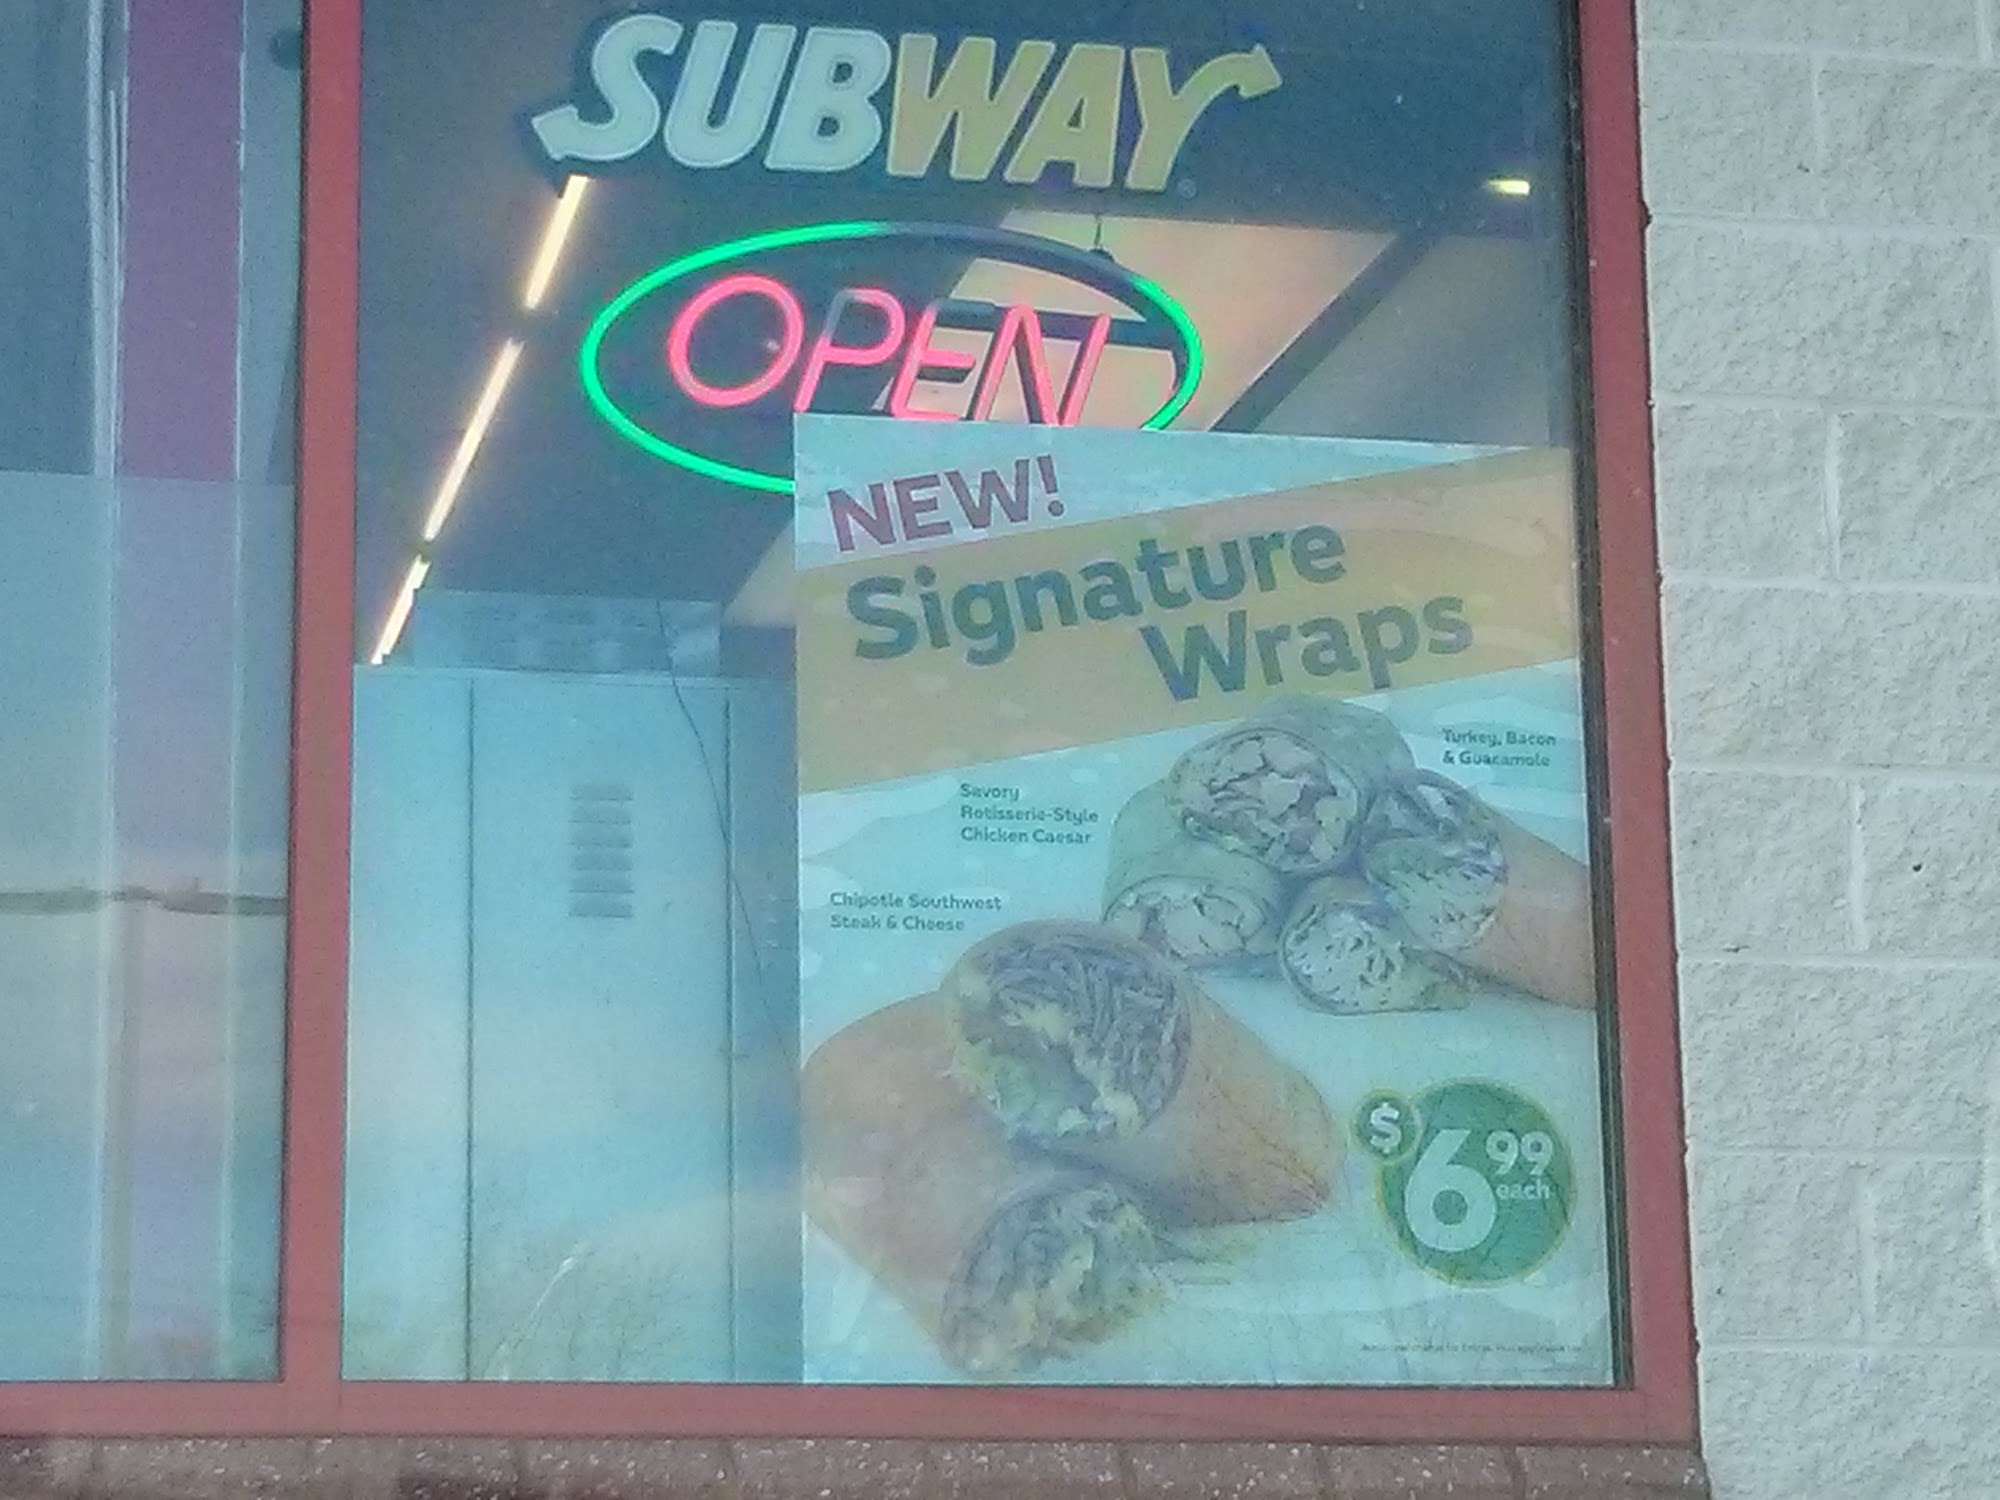 SUBWAY
OPEN
NEW!
Signature
Wraps
Turkey, Bacon
& Guacamole
Savory
Rotisserie-Style
Chicken Caesar
Chipotle Southwest
Steak & Cheese
$6.99
each